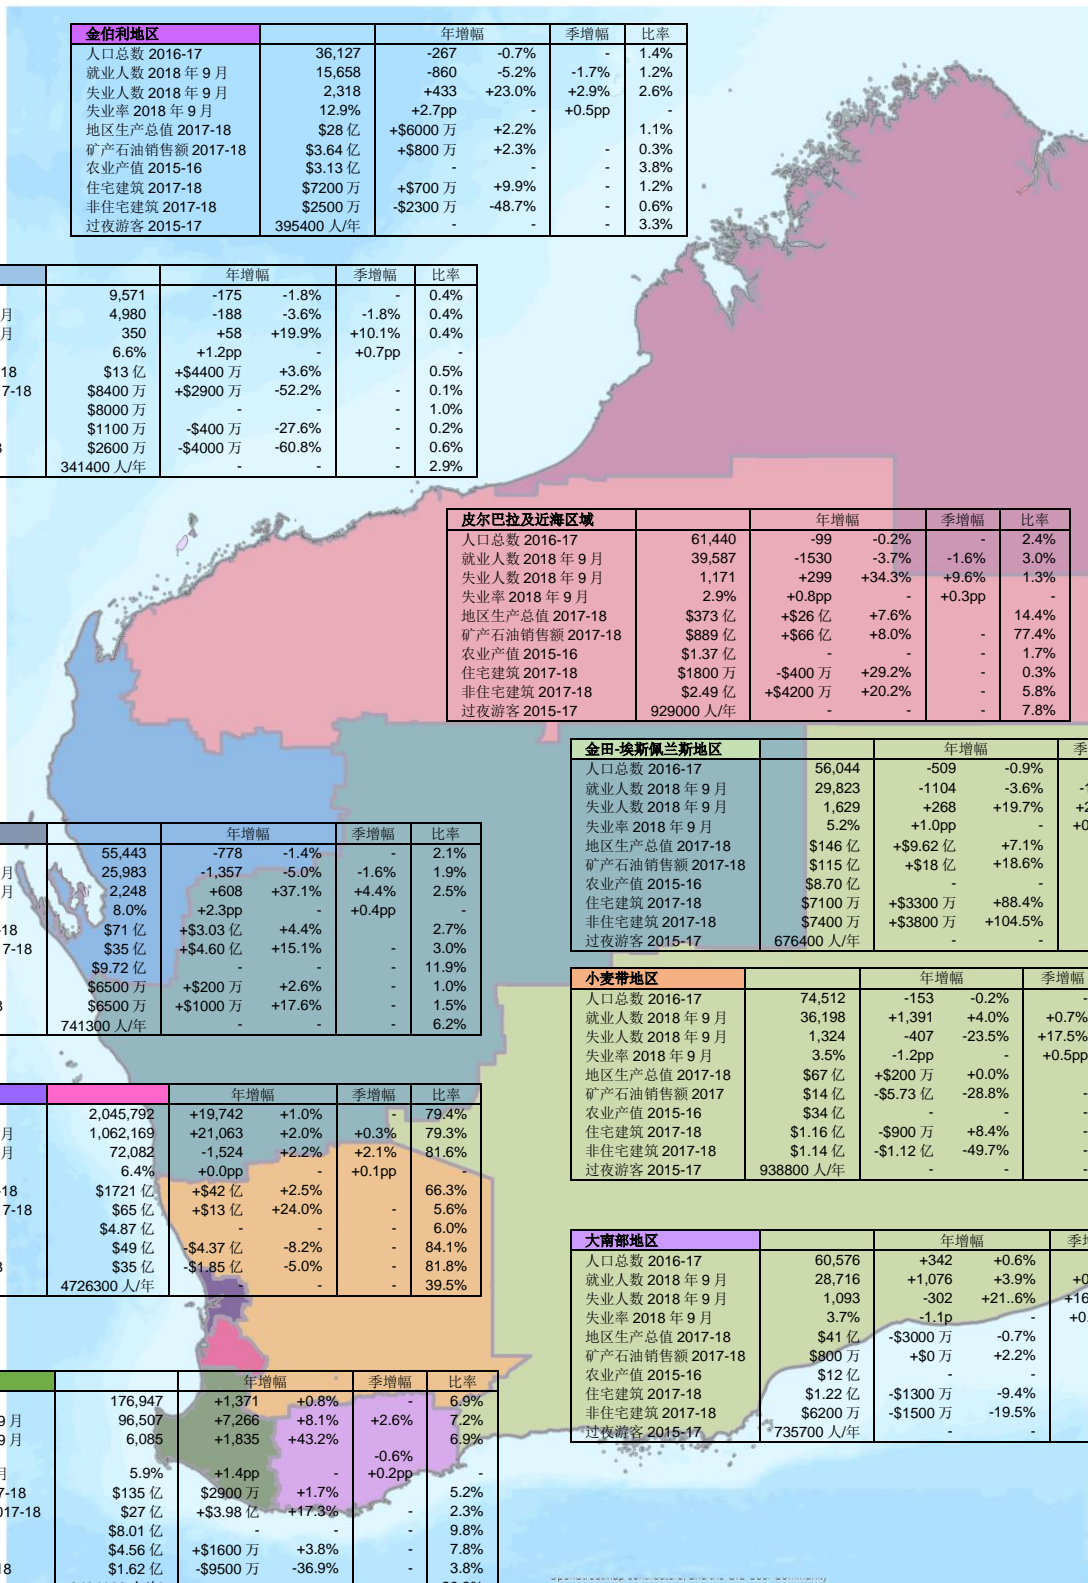 金伯利地区 年增幅 季增幅 比率
人口总数 2016-17 36,127 -267 -0.7% - 1.4%
就业人数 2018 年 9 月 15,658 -860 -5.2% -1.7% 1.2%
失业人数 2018 年 9 月 2,318 +433 +23.0% +2.9% 2.6%
失业率 2018 年 9 月 12.9% +2.7pp - +0.5pp -
地区生产总值 2017-18 $28 亿 +$6000 万 +2.2% 1.1%
矿产石油销售额 2017-18 $3.64 亿 +$800 万 +2.3% - 0.3%
农业产值 2015-16 $3.13 亿 - - - 3.8%
住宅建筑 2017-18 $7200 万 +$700 万 +9.9% - 1.2%
非住宅建筑 2017-18 $2500 万 -$2300 万 -48.7% - 0.6%
过夜游客 2015-17 395400 人/年 - - - 3.3%
年增幅 季增幅 比率
9,571 -175 -1.8% - 0.4%
月 4,980 -188 -3.6% -1.8% 0.4%
月 350 +58 +19.9% +10.1% 0.4%
6.6% +1.2pp - +0.7pp -
18 $13 亿 +$4400 万 +3.6% 0.5%
7-18 $8400 万 +$2900 万 -52.2% - 0.1%
$8000 万 - - - 1.0%
$1100 万 -$400 万 -27.6% - 0.2%
$2600 万 -$4000 万 -60.8% - 0.6%
341400 人/年 - - - 2.9%
皮尔巴拉及近海区域 年增幅 季增幅 比率
人口总数 2016-17 61,440 -99 -0.2% - 2.4%
就业人数 2018 年 9 月 39,587 -1530 -3.7% -1.6% 3.0%
失业人数 2018 年 9 月 1,171 +299 +34.3% +9.6% 1.3%
失业率 2018 年 9 月 2.9% +0.8pp - +0.3pp -
地区生产总值 2017-18 $373 亿 +$26 亿 +7.6% 14.4%
矿产石油销售额 2017-18 $889 亿 +$66 亿 +8.0% - 77.4%
农业产值 2015-16 $1.37 亿 - - - 1.7%
住宅建筑 2017-18 $1800 万 -$400 万 +29.2% - 0.3%
非住宅建筑 2017-18 $2.49 亿 +$4200 万 +20.2% - 5.8%
过夜游客 2015-17 929000 人/年 - - - 7.8%
金田-埃斯佩兰斯地区 年增幅 季
人口总数 2016-17 56,044 -509 -0.9%
就业人数 2018 年 9 月 29,823 -1104 -3.6% -1
失业人数 2018 年 9 月 1,629 +268 +19.7% +2
失业率 2018 年 9 月 5.2% +1.0pp - +0
地区生产总值 2017-18 $146 亿 +$9.62 亿 +7.1%
矿产石油销售额 2017-18 $115 亿 +$18 亿 +18.6%
农业产值 2015-16 $8.70 亿 - -
住宅建筑 2017-18 $7100 万 +$3300 万 +88.4%
非住宅建筑 2017-18 $7400 万 +$3800 万 +104.5%
过夜游客 2015-17 676400 人/年 - -
年增幅 季增幅 比率
55,443 -778 -1.4% - 2.1%
月 25,983 -1,357 -5.0% -1.6% 1.9%
月 2,248 +608 +37.1% +4.4% 2.5%
8.0% +2.3pp - +0.4pp -
-18 $71 亿 +$3.03 亿 +4.4% 2.7%
7-18 $35 亿 +$4.60 亿 +15.1% - 3.0%
$9.72 亿 - - - 11.9%
$6500 万 +$200 万 +2.6% - 1.0%
$6500 万 +$1000 万 +17.6% - 1.5%
741300 人/年 - - - 6.2%
小麦带地区 年增幅 季增幅
人口总数 2016-17 74,512 -153 -0.2% -
就业人数 2018 年 9 月 36,198 +1,391 +4.0% +0.7%
失业人数 2018 年 9 月 1,324 -407 -23.5% +17.5%
失业率 2018 年 9 月 3.5% -1.2pp - +0.5pp
地区生产总值 2017-18 $67 亿 +$200 万 +0.0%
矿产石油销售额 2017 $14 亿 -$5.73 亿 -28.8% -
农业产值 2015-16 $34 亿 - - -
住宅建筑 2017-18 $1.16 亿 -$900 万 +8.4% -
非住宅建筑 2017-18 $1.14 亿 -$1.12 亿 -49.7% -
过夜游客 2015-17 938800 人/年 - - -
年增幅 季增幅 比率
2,045,792 +19,742 +1.0% - 79.4%
月 1,062,169 +21,063 +2.0% +0.3% 79.3%
月 72,082 -1,524 +2.2% +2.1% 81.6%
6.4% +0.0pp - +0.1pp -
-18 $1721 亿 +$42 亿 +2.5% 66.3%
7-18 $65 亿 +$13 亿 +24.0% - 5.6%
$4.87 亿 - - - 6.0%
$49 亿 -$4.37 亿 -8.2% - 84.1%
$35 亿 -$1.85 亿 -5.0% - 81.8%
4726300 人/年 - - - 39.5%
大南部地区 年增幅 季增
人口总数 2016-17 60,576 +342 +0.6%
就业人数 2018 年 9 月 28,716 +1,076 +3.9% +0
失业人数 2018 年 9 月 1,093 -302 +21..6% +16
失业率 2018 年 9 月 3.7% -1.1p - +0.
地区生产总值 2017-18 $41 亿 -$3000 万 -0.7%
矿产石油销售额 2017-18 $800 万 +$0 万 +2.2%
农业产值 2015-16 $12 亿 - -
住宅建筑 2017-18 $1.22 亿 -$1300 万 -9.4%
非住宅建筑 2017-18 $6200 万 -$1500 万 -19.5%
过夜游客 2015-17 735700 人/年 - -
年增幅 季增幅 比率
176,947 +1,371 +0.8% - 6.9%
9 月 96,507 +7,266 +8.1% +2.6% 7.2%
9 月 6,085 +1,835 +43.2% -0.6% 6.9%
月 5.9% +1.4pp - +0.2pp -
7-18 $135 亿 $2900 万 +1.7% 5.2%
017-18 $27 亿 +$3.98 亿 +17.3% - 2.3%
$8.01 亿 - - - 9.8%
$4.56 亿 +$1600 万 +3.8% - 7.8%
18 $1.62 亿 -$9500 万 -36.9% - 3.8%